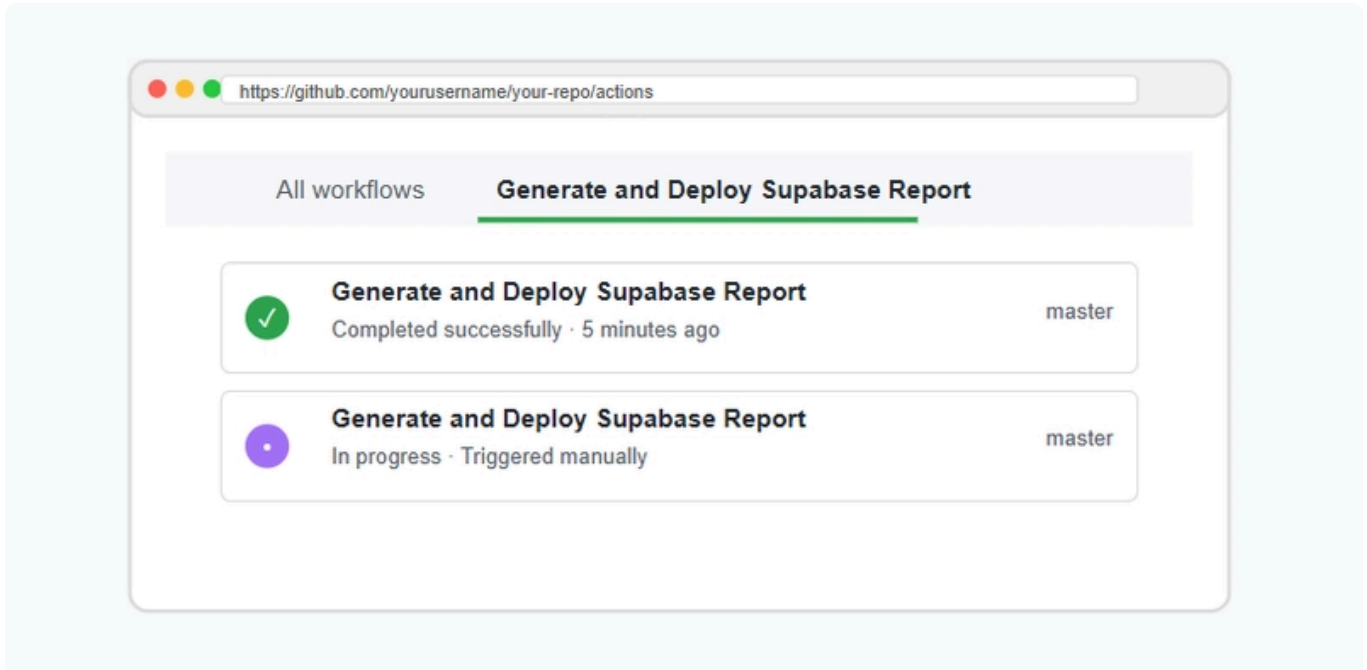 https://github.com/yourusername/your-repo/actions
All workflows
Generate and Deploy Supabase Report
Generate and Deploy Supabase Report
Completed successfully · 5 minutes ago
master
Generate and Deploy Supabase Report
In progress · Triggered manually
master